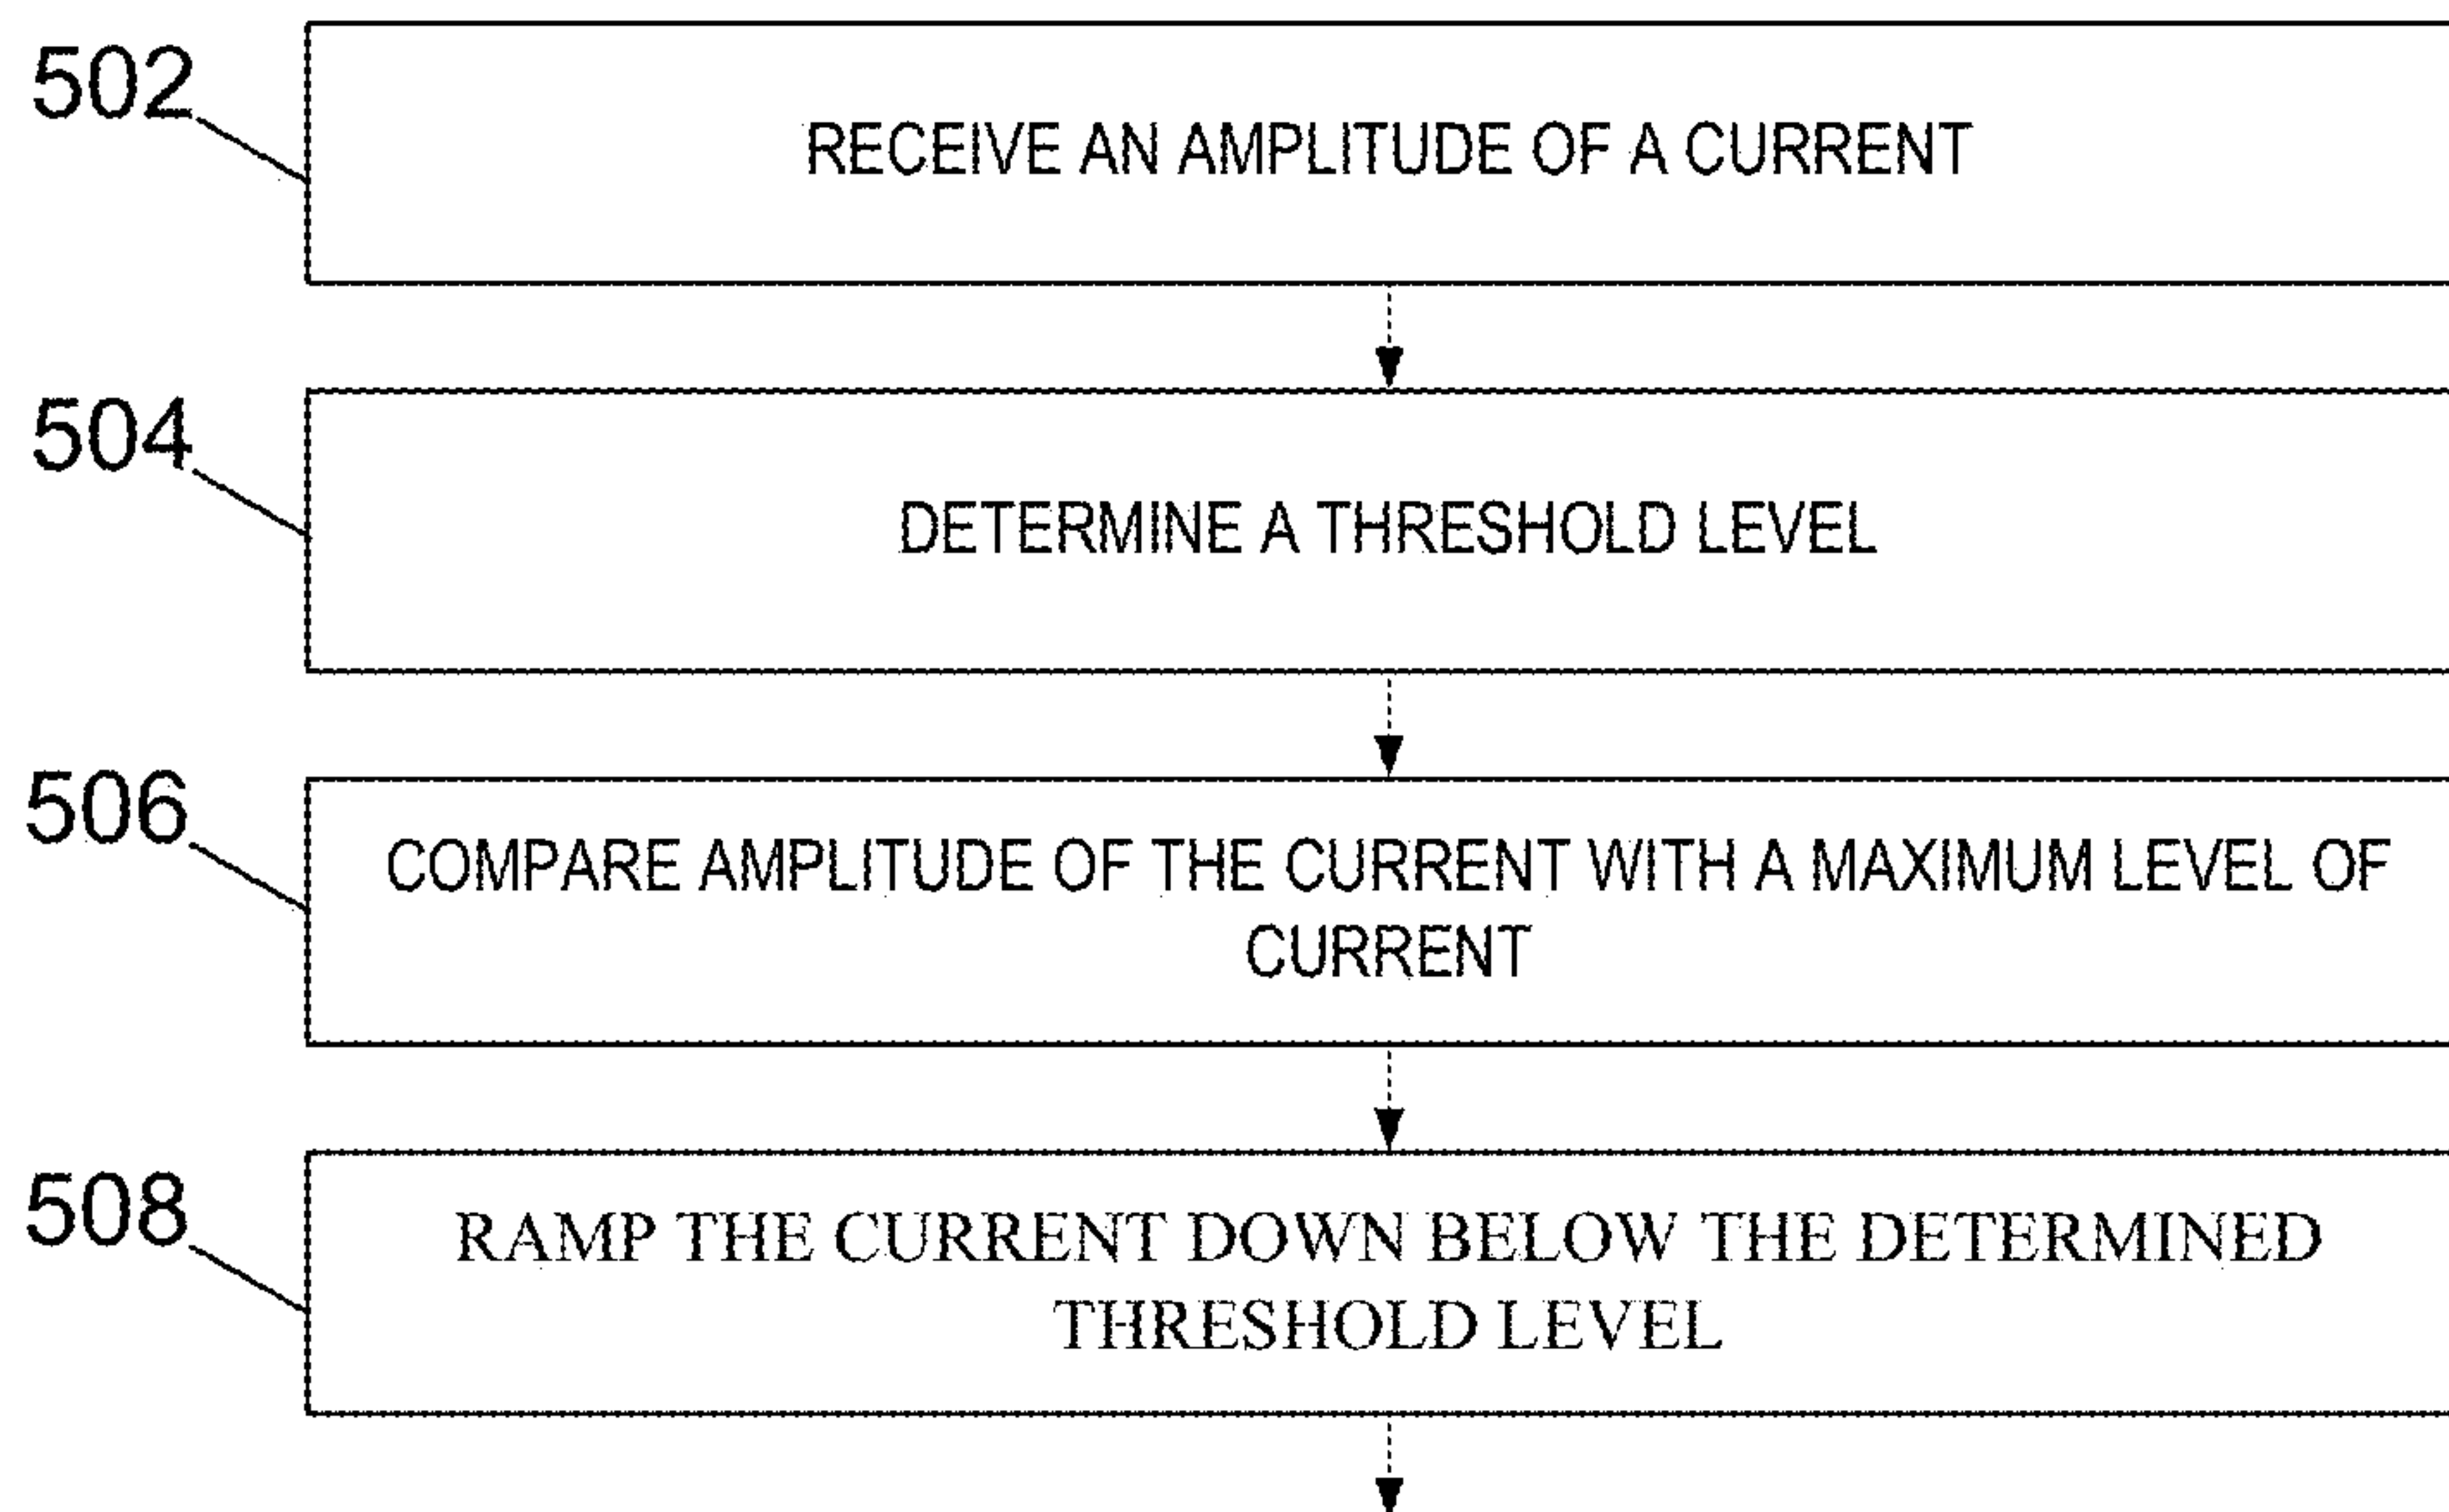 502
RECEIVE AN AMPLITUDE OF A CURRENT
504
DETERMINE A THRESHOLD LEVEL
506
COMPARE AMPLITUDE OF THE CURRENT WITH A MAXIMUM LEVEL OF
CURRENT
508
RAMP THE CURRENT DOWN BELOW THE DETERMINED
THRESHOLD LEVEL